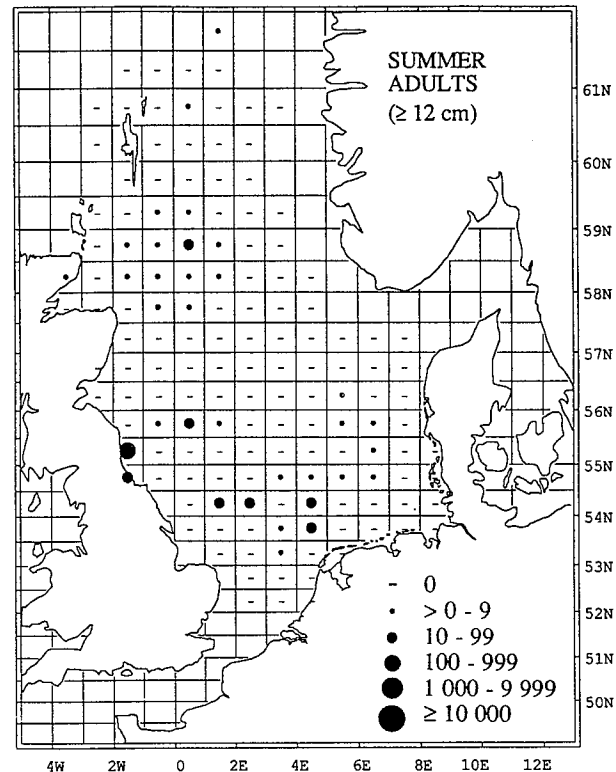 SUMMER
ADULTS
(≥ 12 cm)
61N
60N
59N
58N
57N
56N
55N
54N
53N
52N
51N
50N
- 0
> 0 - 9
10 - 99
100 - 999
1 000 - 9 999
≥ 10 000
4W 2W 0 2E 4E 6E 8E 10E 12E